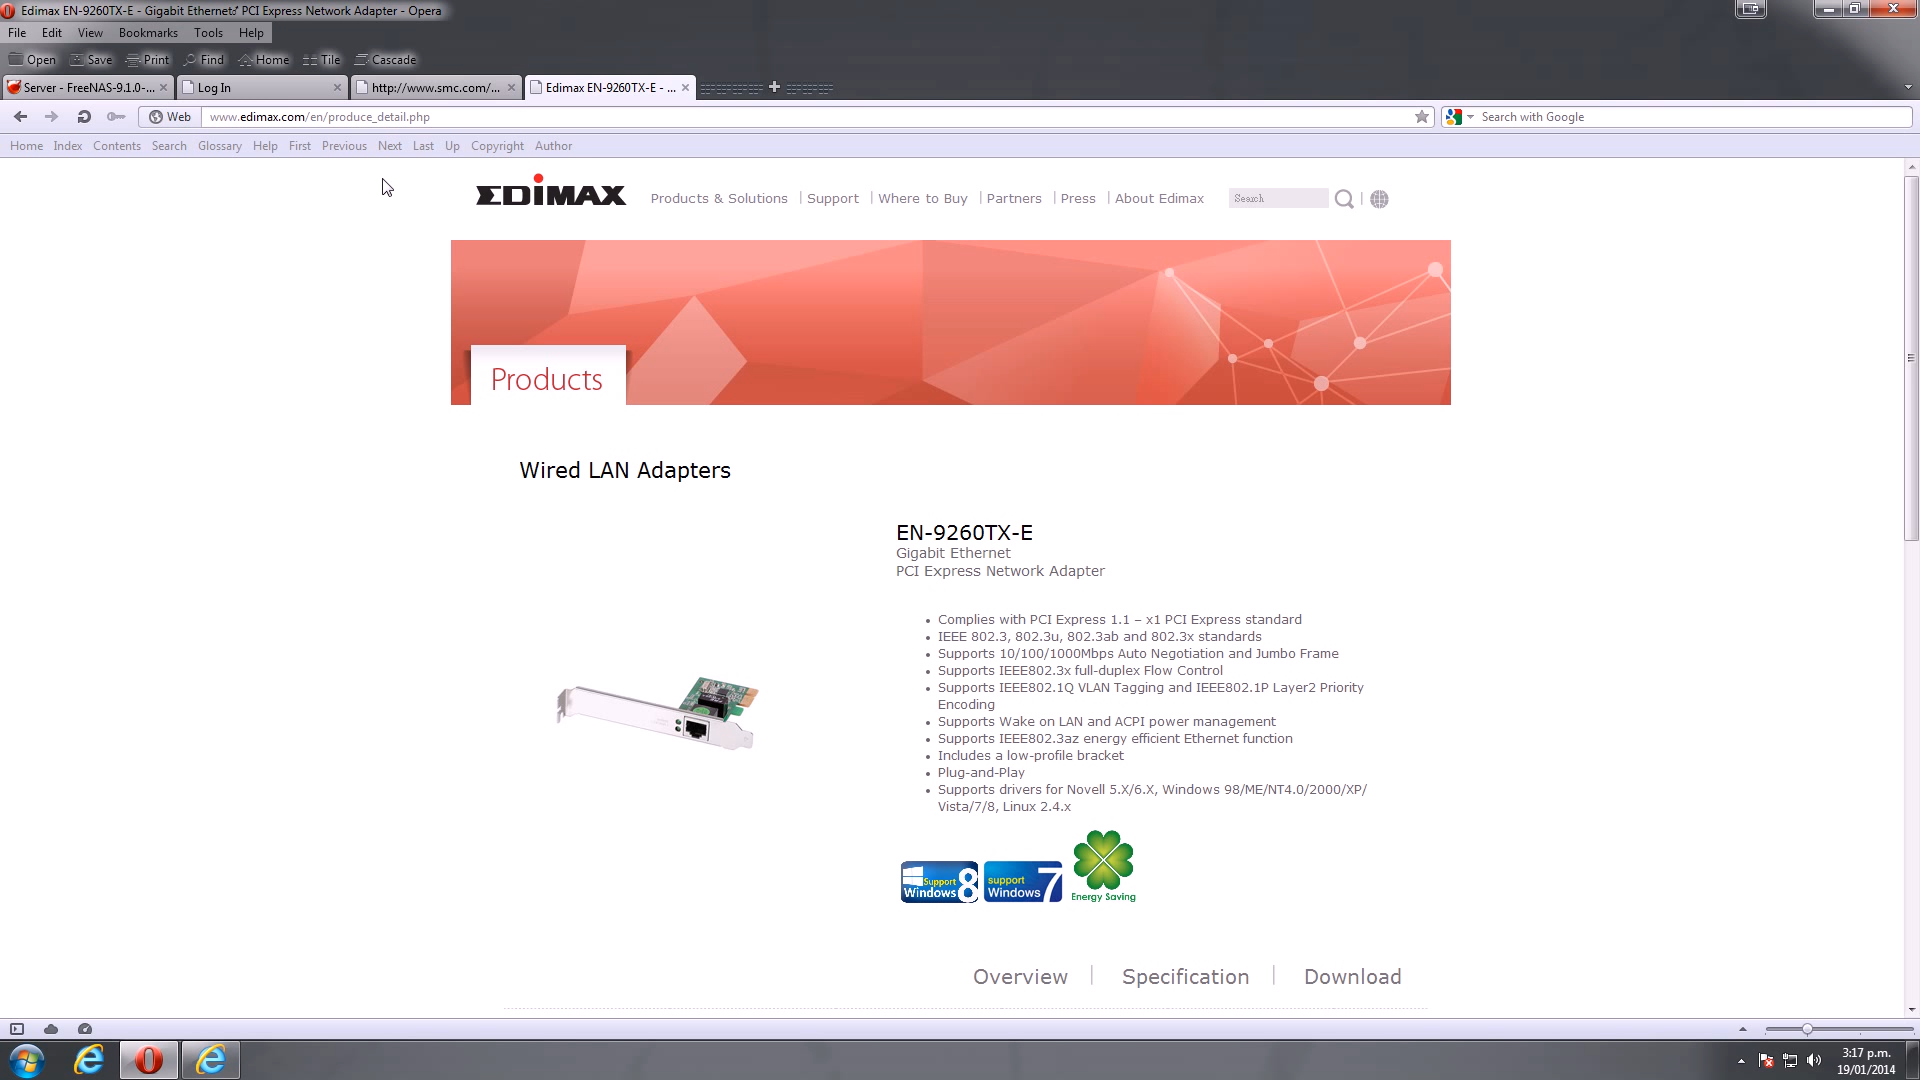 Edimax EN-9260TX-E - Gigabit Ethernet♂ PCI Express Network Adapter - Opera
File Edit View Bookmarks Tools Help
Open Save Print Find Home Tile Cascade
Server - FreeNAS-9.1.0-... Log In http://www.smc.com/... Edimax EN-9260TX-E - ...
Web www.edimax.com/en/produce_detail.php Search with Google
Home Index Contents Search Glossary Help First Previous Next Last Up Copyright Author
EDiMAX Products & Solutions | Support | Where to Buy | Partners | Press | About Edimax Search |
Products
Wired LAN Adapters
EN-9260TX-E
Gigabit Ethernet
PCI Express Network Adapter
• Complies with PCI Express 1.1 – x1 PCI Express standard
• IEEE 802.3, 802.3u, 802.3ab and 802.3x standards
• Supports 10/100/1000Mbps Auto Negotiation and Jumbo Frame
• Supports IEEE802.3x full-duplex Flow Control
• Supports IEEE802.1Q VLAN Tagging and IEEE802.1P Layer2 Priority
Encoding
• Supports Wake on LAN and ACPI power management
• Supports IEEE802.3az energy efficient Ethernet function
• Includes a low-profile bracket
• Plug-and-Play
• Supports drivers for Novell 5.X/6.X, Windows 98/ME/NT4.0/2000/XP/
Vista/7/8, Linux 2.4.x
Support Windows 8
support Windows 7
Energy Saving
Overview | Specification | Download
3:17 p.m.
19/01/2014